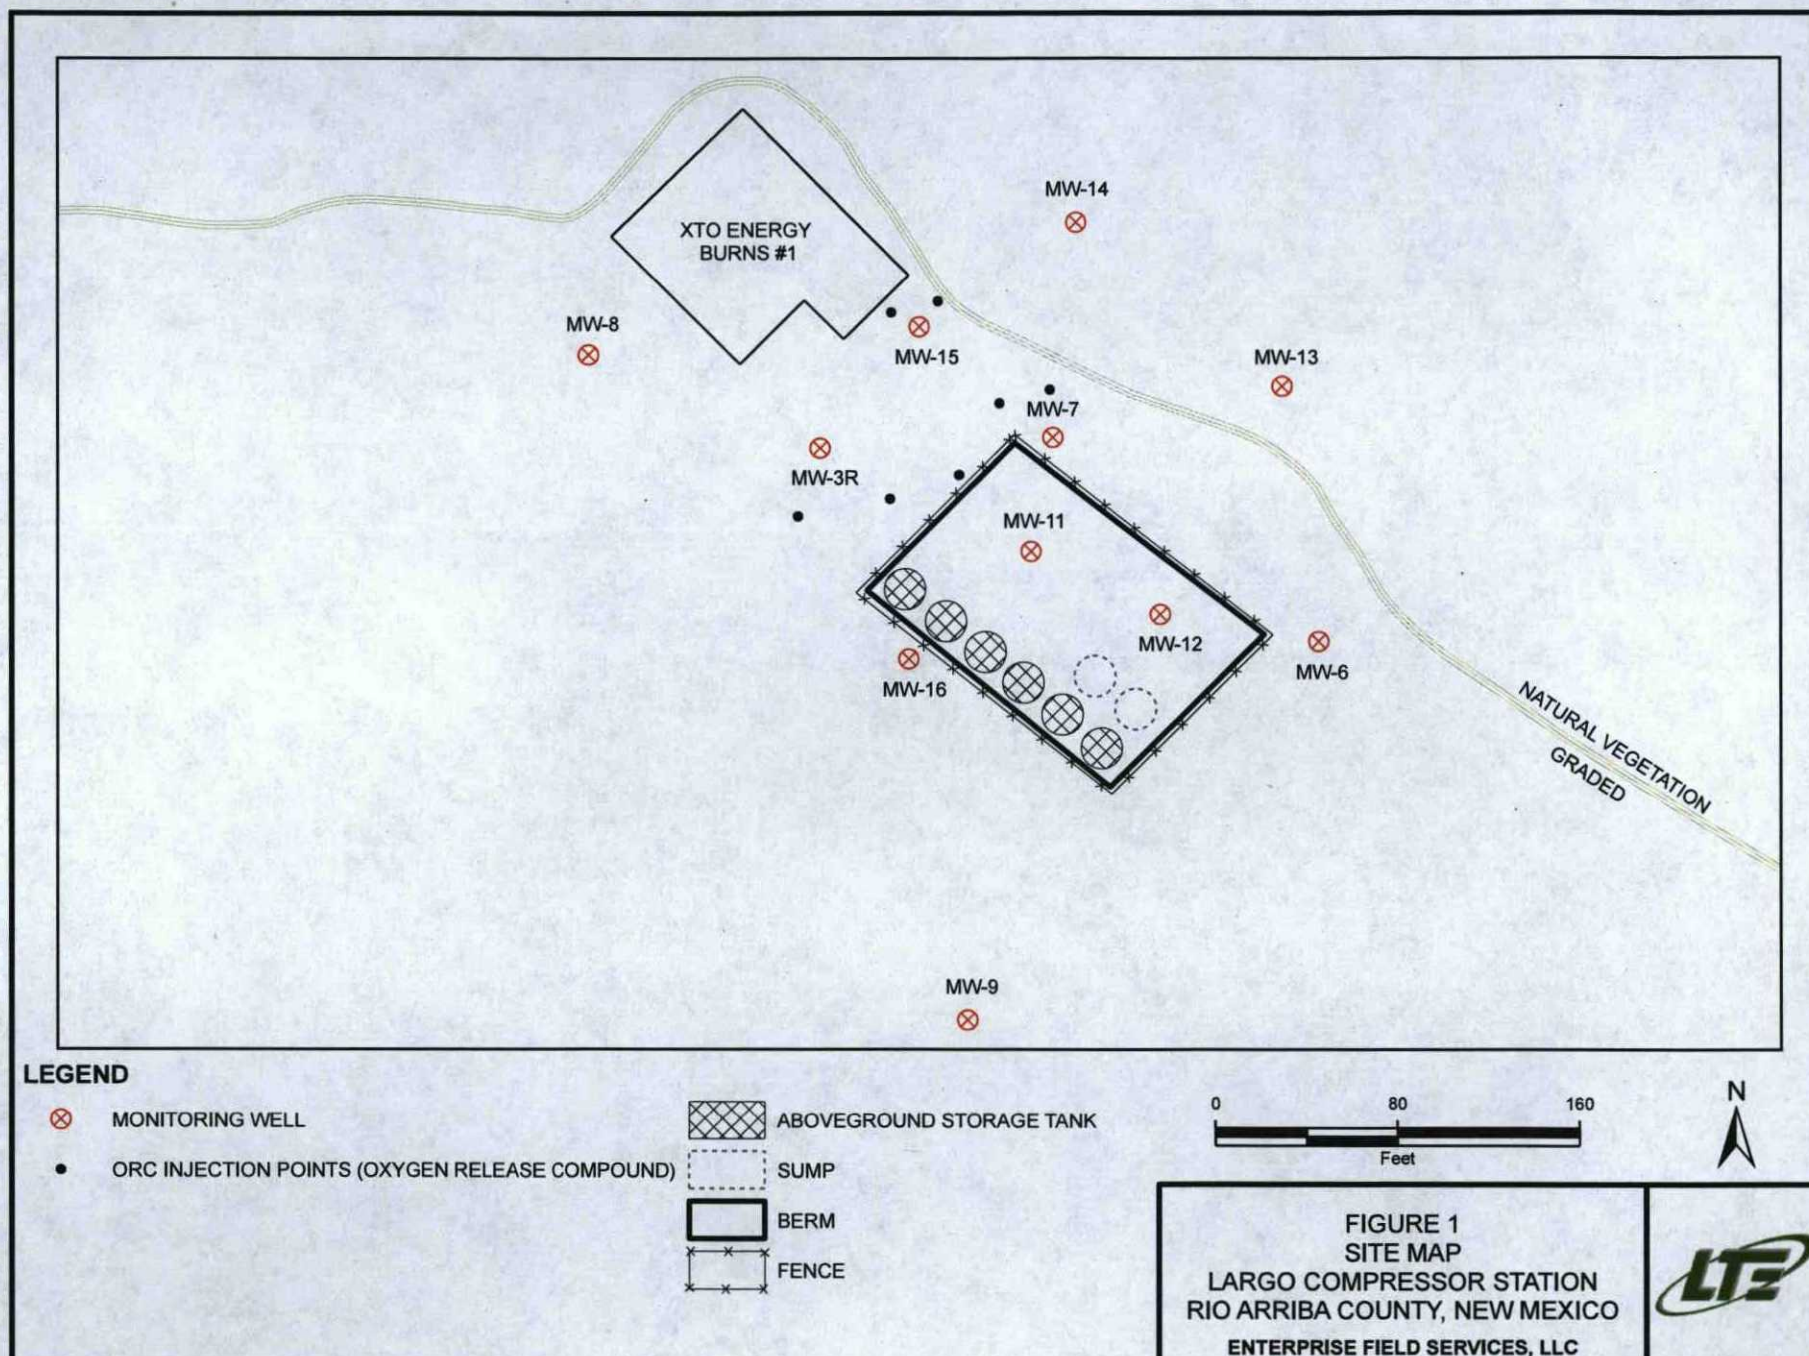 MW-14
XTO ENERGY
BURNS #1
MW-8
MW-15
MW-13
MW-7
MW-3R
MW-11
MW-12
MW-6
MW-16
NATURAL VEGETATION
GRADED
MW-9
LEGEND
MONITORING WELL
ORC INJECTION POINTS (OXYGEN RELEASE COMPOUND)
ABOVEGROUND STORAGE TANK
SUMP
BERM
FENCE
0 80 160
Feet
N
FIGURE 1
SITE MAP
LARGO COMPRESSOR STATION
RIO ARRIBA COUNTY, NEW MEXICO
ENTERPRISE FIELD SERVICES, LLC
LTE